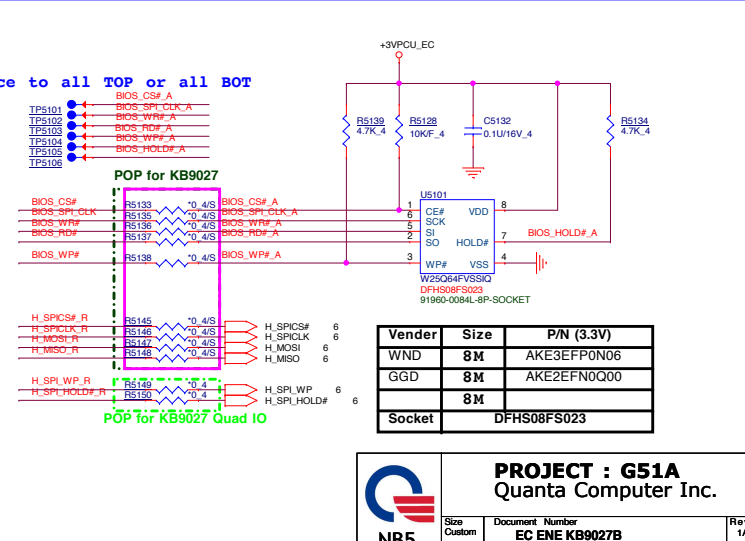 +3VPCU_EC
ce to all TOP or all BOT
TP5101 BIOS_CS#_A
TP5102 BIOS_SPI_CLK_A
TP5103 BIOS_WR#_A
TP5104 BIOS_RD#_A
TP5105 BIOS_WP#_A
TP5106 BIOS_HOLD#_A
R5139
4.7K_4
R5128
10K/F_4
C5132
0.1U/16V_4
R5134
4.7K_4
POP for KB9027
BIOS_CS# R5133 *0_4/S BIOS_CS#_A
BIOS_SPI_CLK R5135 *0_4/S BIOS_SPI_CLK_A
BIOS_WR# R5136 *0_4/S BIOS_WR#_A
BIOS_RD# R5137 *0_4/S BIOS_RD#_A
BIOS_WP# R5138 *0_4/S BIOS_WP#_A
U5101
1 CE# VDD 8
6 SCK
5 SI
2 SO HOLD# 7 BIOS_HOLD#_A
3 WP# VSS 4
W25Q64FVSSIQ
DFHS08FS023
91960-0084L-8P-SOCKET
H_SPICS#_R R5145 *0_4/S H_SPICS# 6
H_SPICLK_R R5146 *0_4/S H_SPICLK 6
H_MOSI_R R5147 *0_4/S H_MOSI 6
H_MISO_R R5148 *0_4/S H_MISO 6
H_SPI_WP_R R5149 *0_4 H_SPI_WP 6
H_SPI_HOLD#_R R5150 *0_4 H_SPI_HOLD# 6
POP for KB9027 Quad IO
Vender Size P/N (3.3V)
WND 8M AKE3EFP0N06
GGD 8M AKE2EFN0Q00
8M
Socket DFHS08FS023
PROJECT : G51A
Quanta Computer Inc.
NB5
Size
Custom
Document Number
EC ENE KB9027B
Re
1/